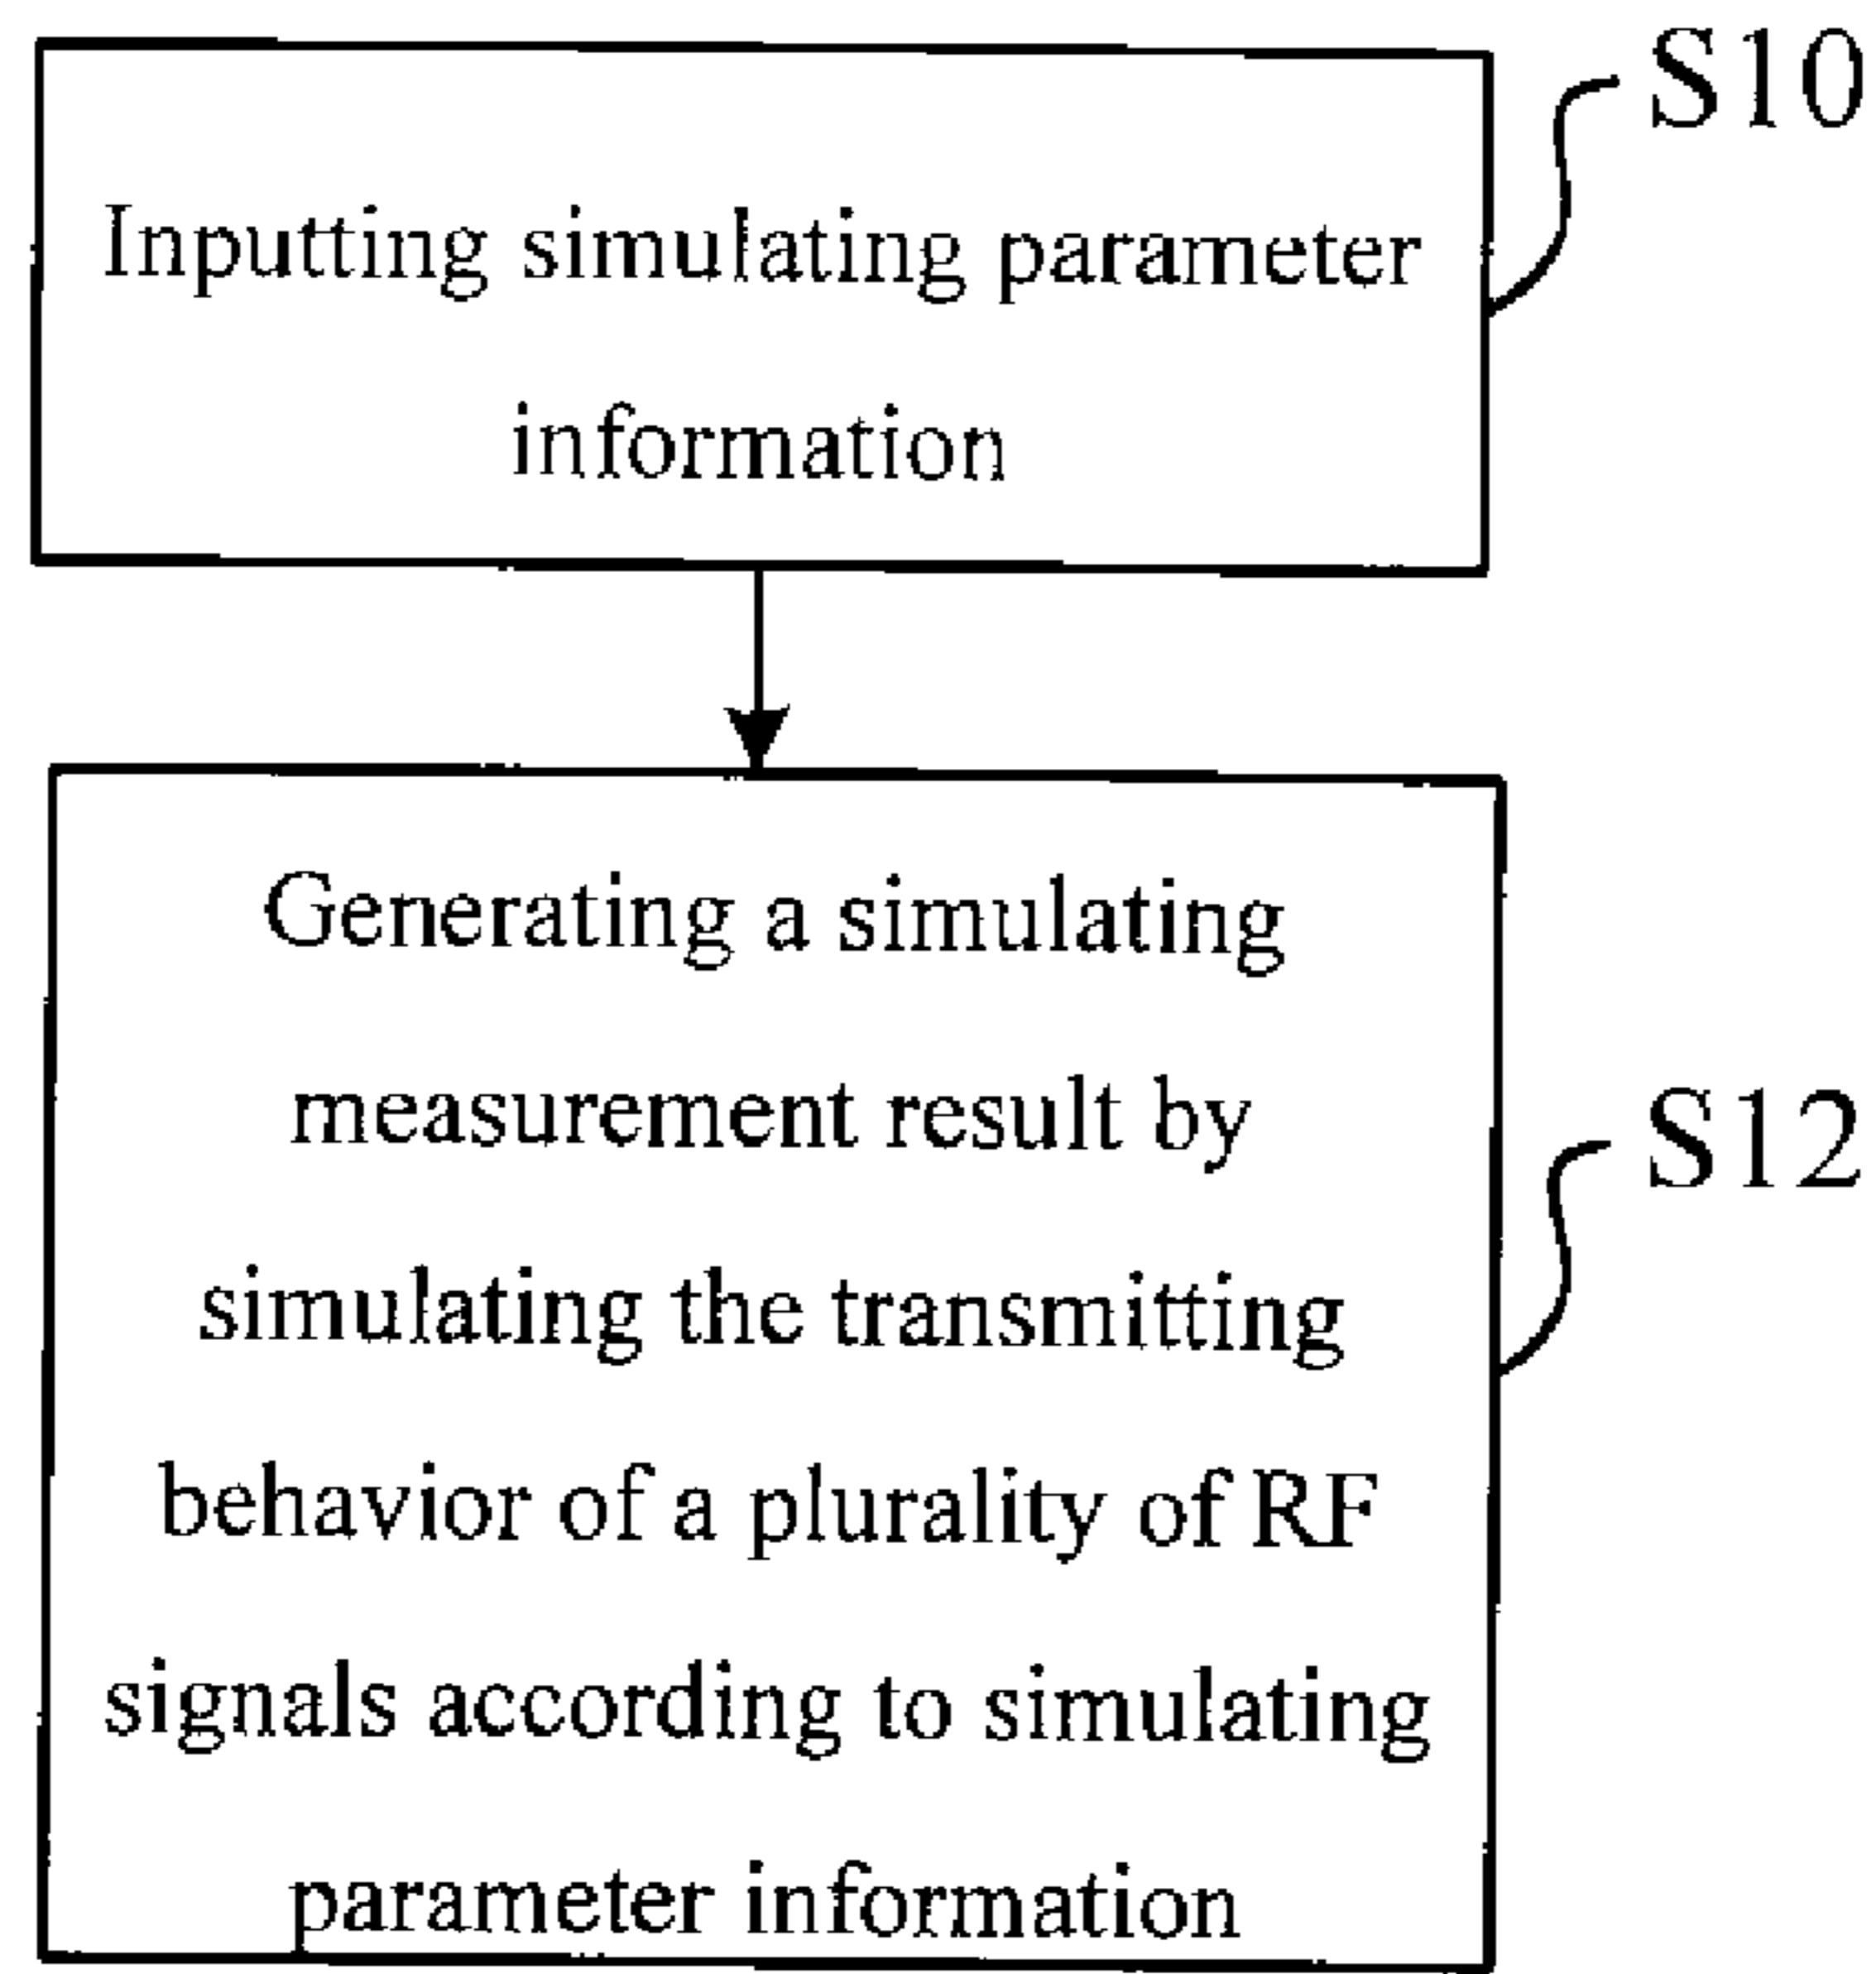 S10
Inputting simulating parameter
information
Generating a simulating
measurement result by
S12
simulating the transmitting
behavior of a plurality of RF
signals according to simulating
parameter information